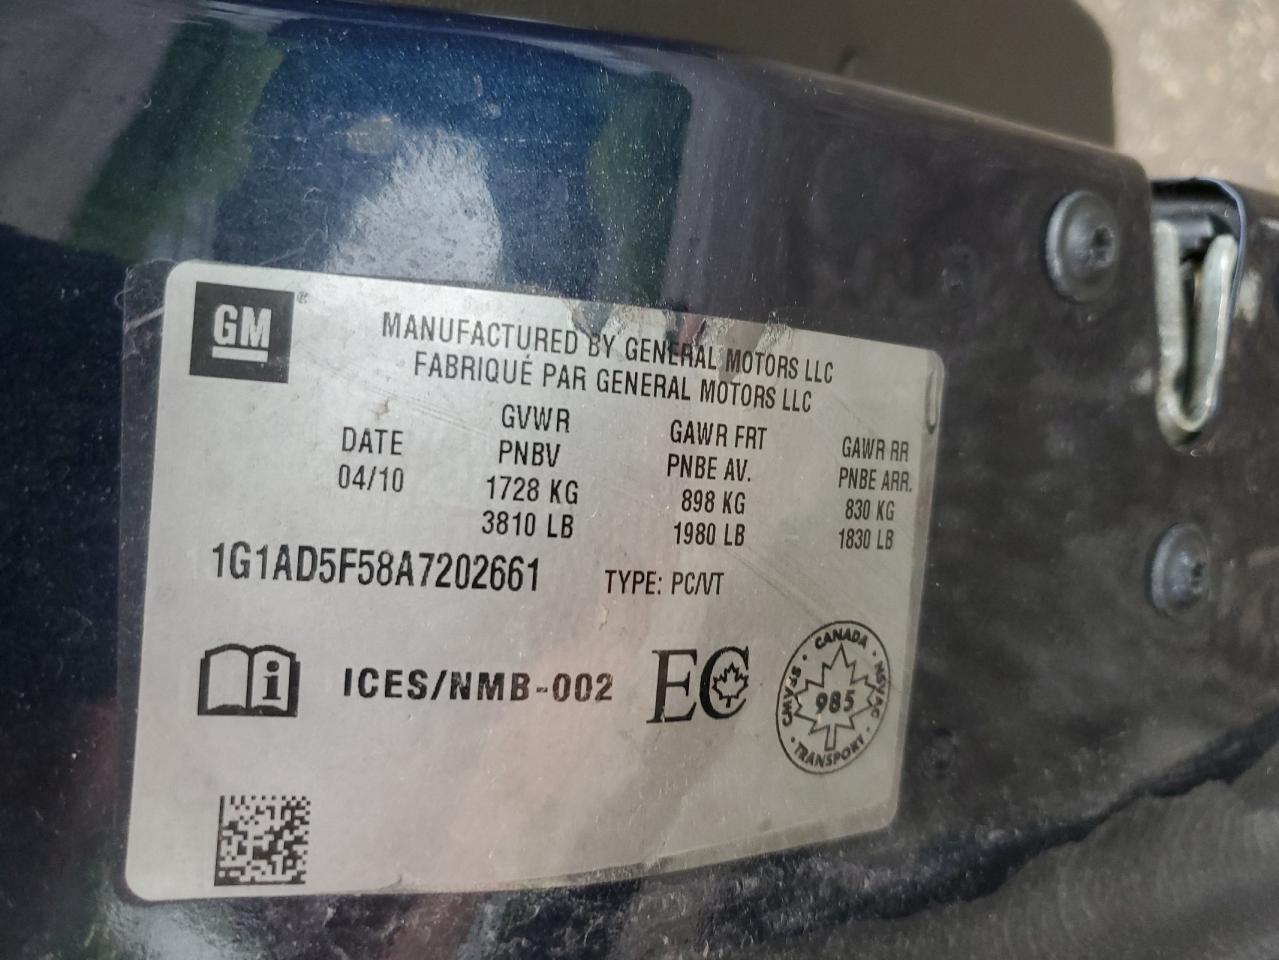 GM®
MANUFACTURED BY GENERAL MOTORS LLC
FABRIQUÉ PAR GENERAL MOTORS LLC
DATE
04/10
GVWR
PNBV
1728 KG
3810 LB
GAWR FRT
PNBE AV.
898 KG
1980 LB
GAWR RR
PNBE ARR.
830 KG
1830 LB
1G1AD5F58A7202661
TYPE: PC/VT
i
ICES/NMB-002
EC
CANADA
985
TRANSPORT
NSVAC
CMVSS